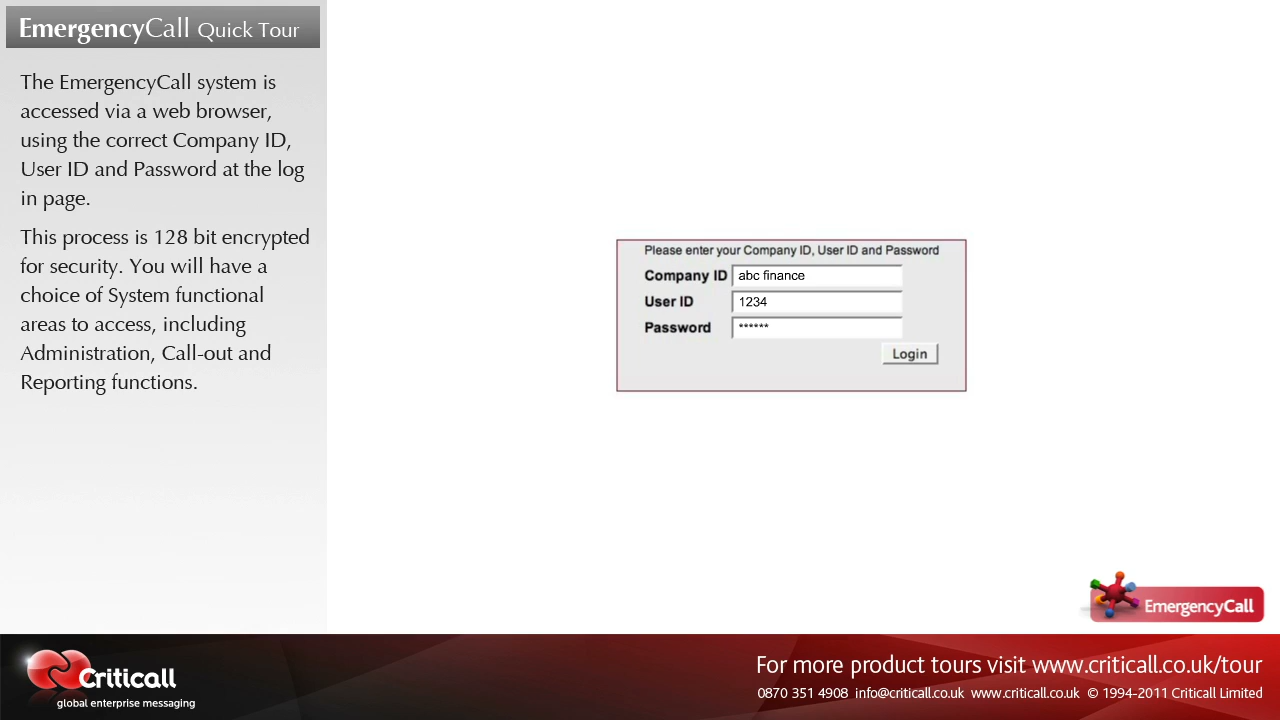 EmergencyCall Quick Tour
The EmergencyCall system is
accessed via a web browser,
using the correct Company ID,
User ID and Password at the log
in page.
This process is 128 bit encrypted
for security. You will have a
choice of System functional
areas to access, including
Administration, Call-out and
Reporting functions.
Please enter your Company ID, User ID and Password
Company ID abc finance
User ID 1234
Password ******
Login
EmergencyCall
Criticall
global enterprise messaging
For more product tours visit www.criticall.co.uk/tour
0870 351 4908 info@criticall.co.uk www.criticall.co.uk © 1994-2011 Criticall Limited